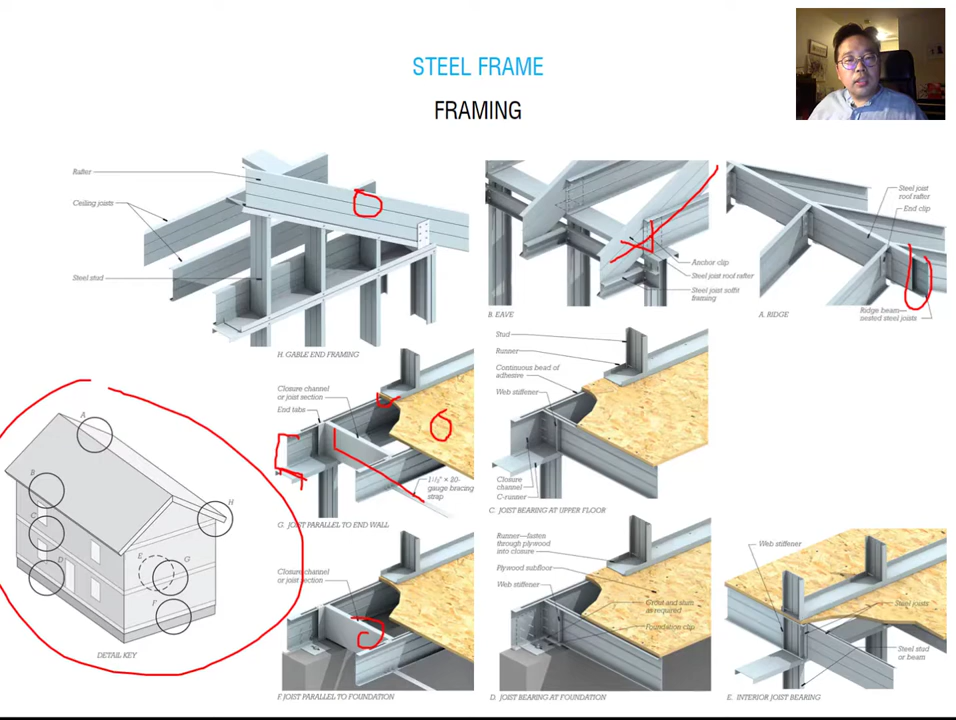 STEEL FRAME
FRAMING
Rafter
Ceiling joists
Steel stud
H. GABLE END FRAMING
Anchor clip
Steel joist roof rafter
Steel joist soffit
framing
B. EAVE
Steel joist
roof rafter
End clip
Ridge beam—
nested steel joists
A. RIDGE
Closure channel
or joist section
End tabs
1½" × 20-
gauge bracing
strap
G. JOIST PARALLEL TO END WALL
Stud
Runner
Continuous bead of
adhesive
Web stiffener
Closure
channel
C-runner
C. JOIST BEARING AT UPPER FLOOR
A
B
C
D
E
F
G
H
DETAIL KEY
Closure channel
or joist section
F. JOIST PARALLEL TO FOUNDATION
Runner—fasten
through plywood
into closure
Plywood subfloor
Web stiffener
Grout and shim
as required
Foundation clip
D. JOIST BEARING AT FOUNDATION
Web stiffener
Steel joists
Steel stud
or beam
E. INTERIOR JOIST BEARING